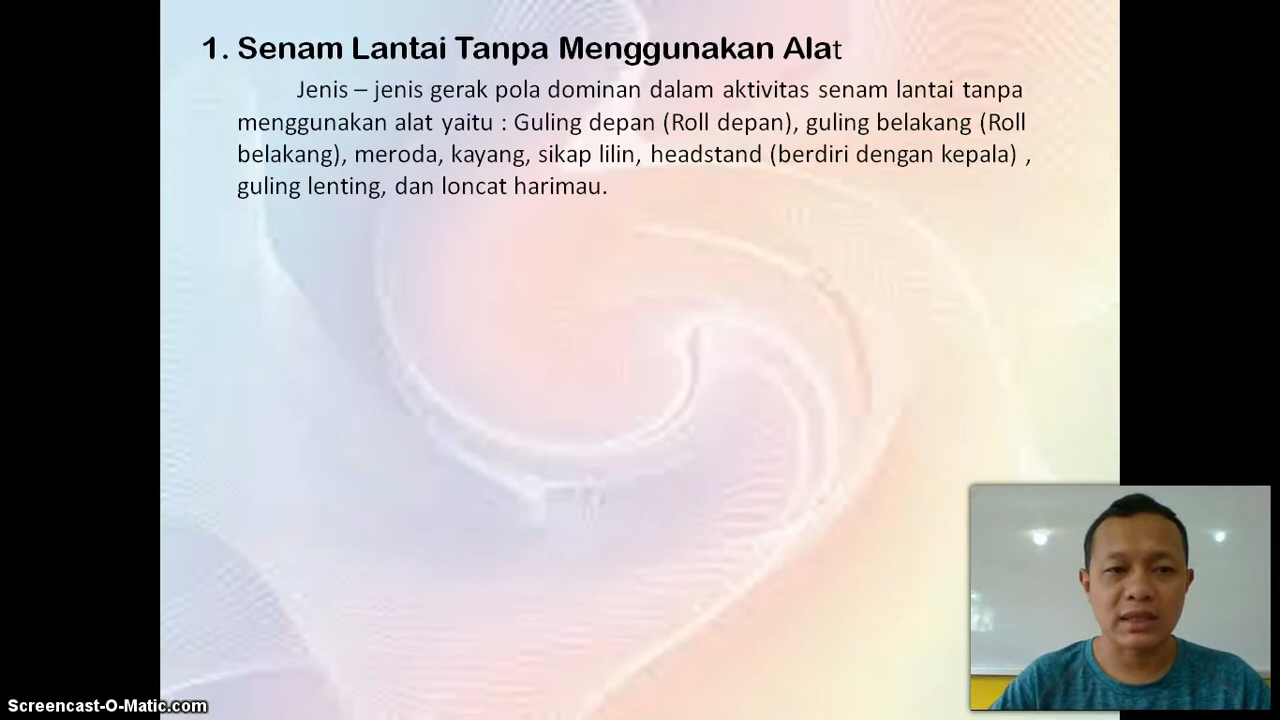 1. Senam Lantai Tanpa Menggunakan Alat
Jenis – jenis gerak pola dominan dalam aktivitas senam lantai tanpa
menggunakan alat yaitu : Guling depan (Roll depan), guling belakang (Roll
belakang), meroda, kayang, sikap lilin, headstand (berdiri dengan kepala) ,
guling lenting, dan loncat harimau.
Screencast-O-Matic.com